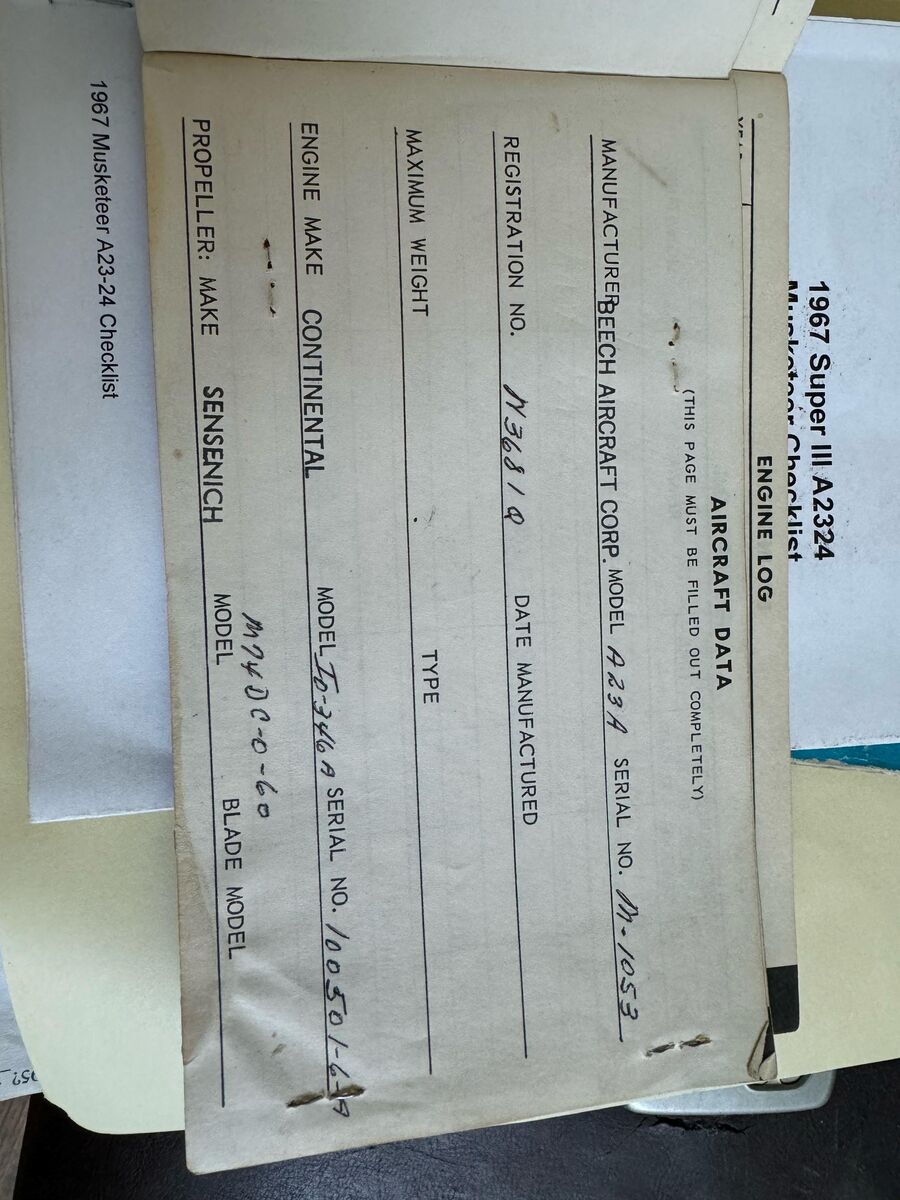 1967 Super III A2324
Musketeer Checklist
ENGINE LOG
AIRCRAFT DATA
(THIS PAGE MUST BE FILLED OUT COMPLETELY)
MANUFACTURER BEECH AIRCRAFT CORP. MODEL A23A SERIAL NO. M-1053
REGISTRATION NO. N3681Q DATE MANUFACTURED
MAXIMUM WEIGHT TYPE
ENGINE MAKE CONTINENTAL MODEL IO-346A SERIAL NO. 100501-6-A
M74DC-0-60
PROPELLER: MAKE SENSENICH MODEL BLADE MODEL
1967 Musketeer A23-24 Checklist